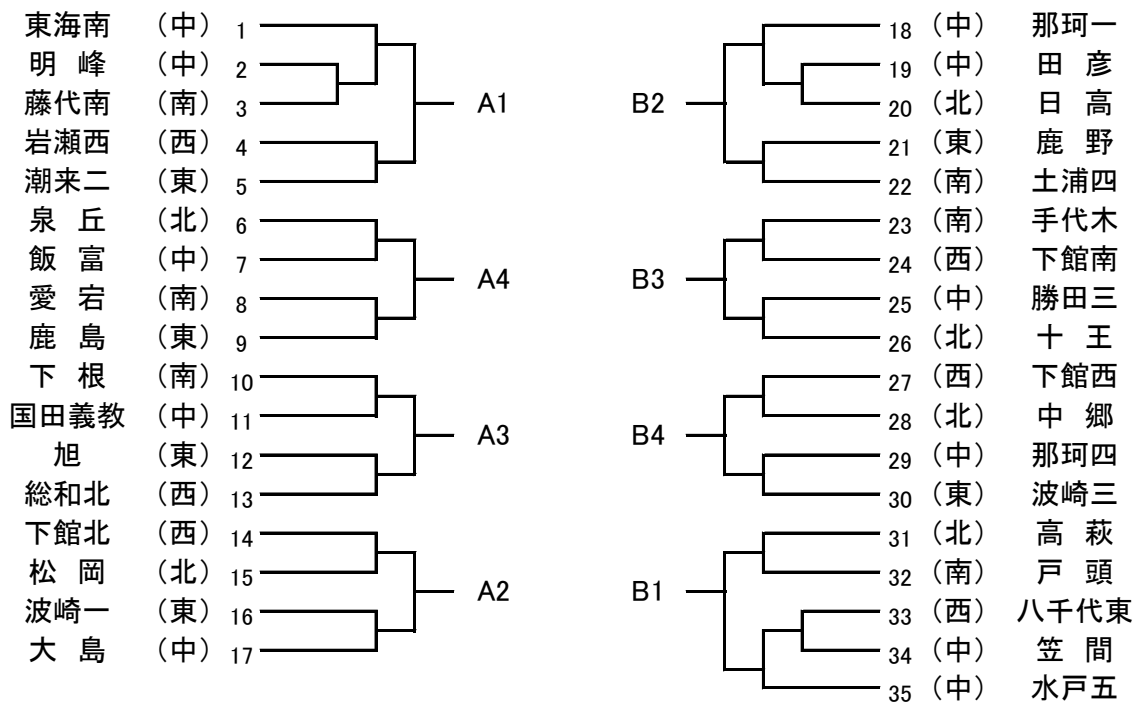 東海南 （中） 1
明 峰 （中） 2
藤代南 （南） 3
岩瀬西 （西） 4
潮来二 （東） 5
泉 丘 （北） 6
飯 富 （中） 7
愛 宕 （南） 8
鹿 島 （東） 9
下 根 （南） 10
国田義教 （中） 11
旭 （東） 12
総和北 （西） 13
下館北 （西） 14
松 岡 （北） 15
波崎一 （東） 16
大 島 （中） 17
A1
A4
A3
A2
B2
B3
B4
B1
18 （中） 那珂一
19 （中） 田 彦
20 （北） 日 高
21 （東） 鹿 野
22 （南） 土浦四
23 （南） 手代木
24 （西） 下館南
25 （中） 勝田三
26 （北） 十 王
27 （西） 下館西
28 （北） 中 郷
29 （中） 那珂四
30 （東） 波崎三
31 （北） 高 萩
32 （南） 戸 頭
33 （西） 八千代東
34 （中） 笠 間
35 （中） 水戸五